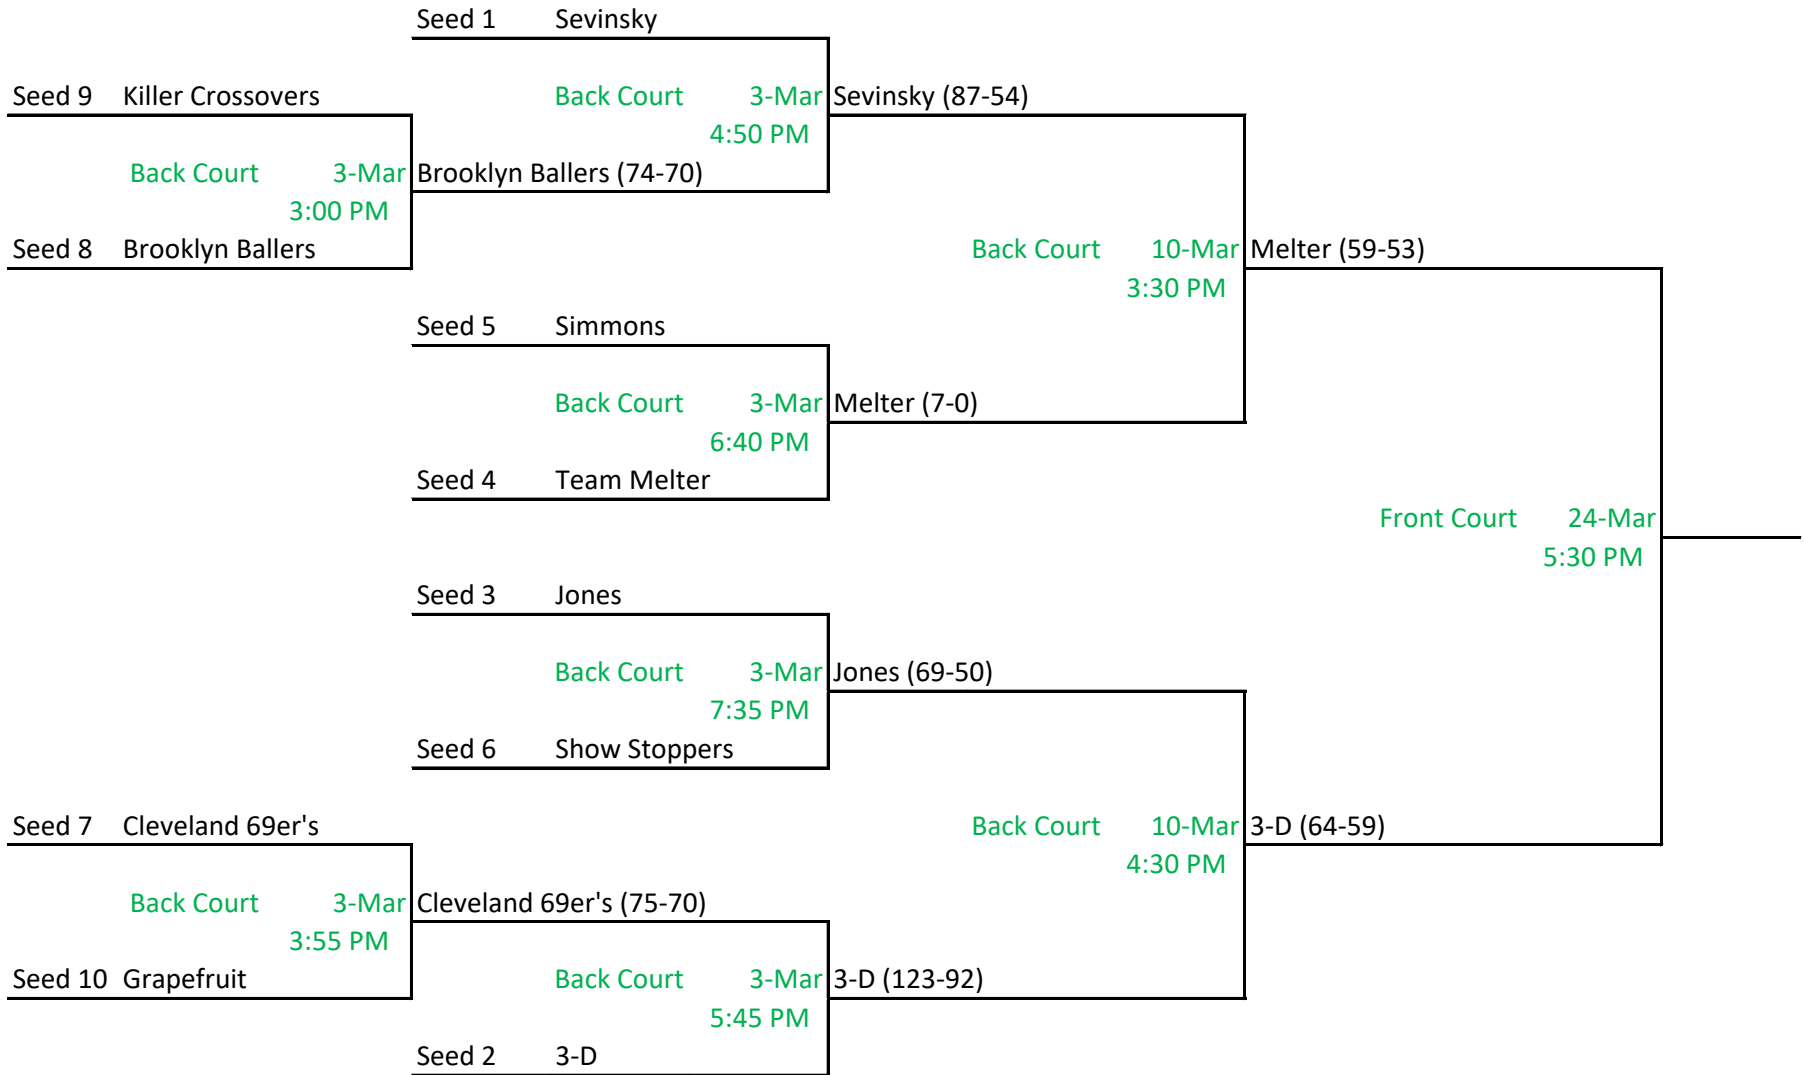 Seed 1 Sevinsky
Seed 9 Killer Crossovers Back Court 3-Mar Sevinsky (87-54)
4:50 PM
Back Court 3-Mar Brooklyn Ballers (74-70)
3:00 PM
Seed 8 Brooklyn Ballers Back Court 10-Mar Melter (59-53)
3:30 PM
Seed 5 Simmons
Back Court 3-Mar Melter (7-0)
6:40 PM
Seed 4 Team Melter
Front Court 24-Mar
5:30 PM
Seed 3 Jones
Back Court 3-Mar Jones (69-50)
7:35 PM
Seed 6 Show Stoppers
Seed 7 Cleveland 69er's Back Court 10-Mar 3-D (64-59)
4:30 PM
Back Court 3-Mar Cleveland 69er's (75-70)
3:55 PM
Seed 10 Grapefruit Back Court 3-Mar 3-D (123-92)
5:45 PM
Seed 2 3-D